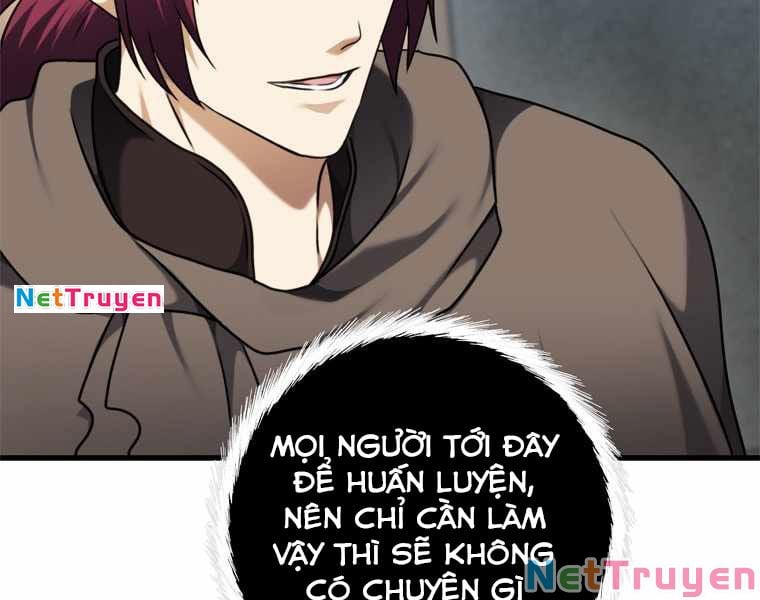 NetTruyen
MỌI NGƯỜI TỚI ĐÂY
ĐỂ HUẤN LUYỆN,
NÊN CHỈ CẦN LÀM
VẬY THÌ SẼ KHÔNG
CÓ CHUYỆN GÌ
NetTruyen